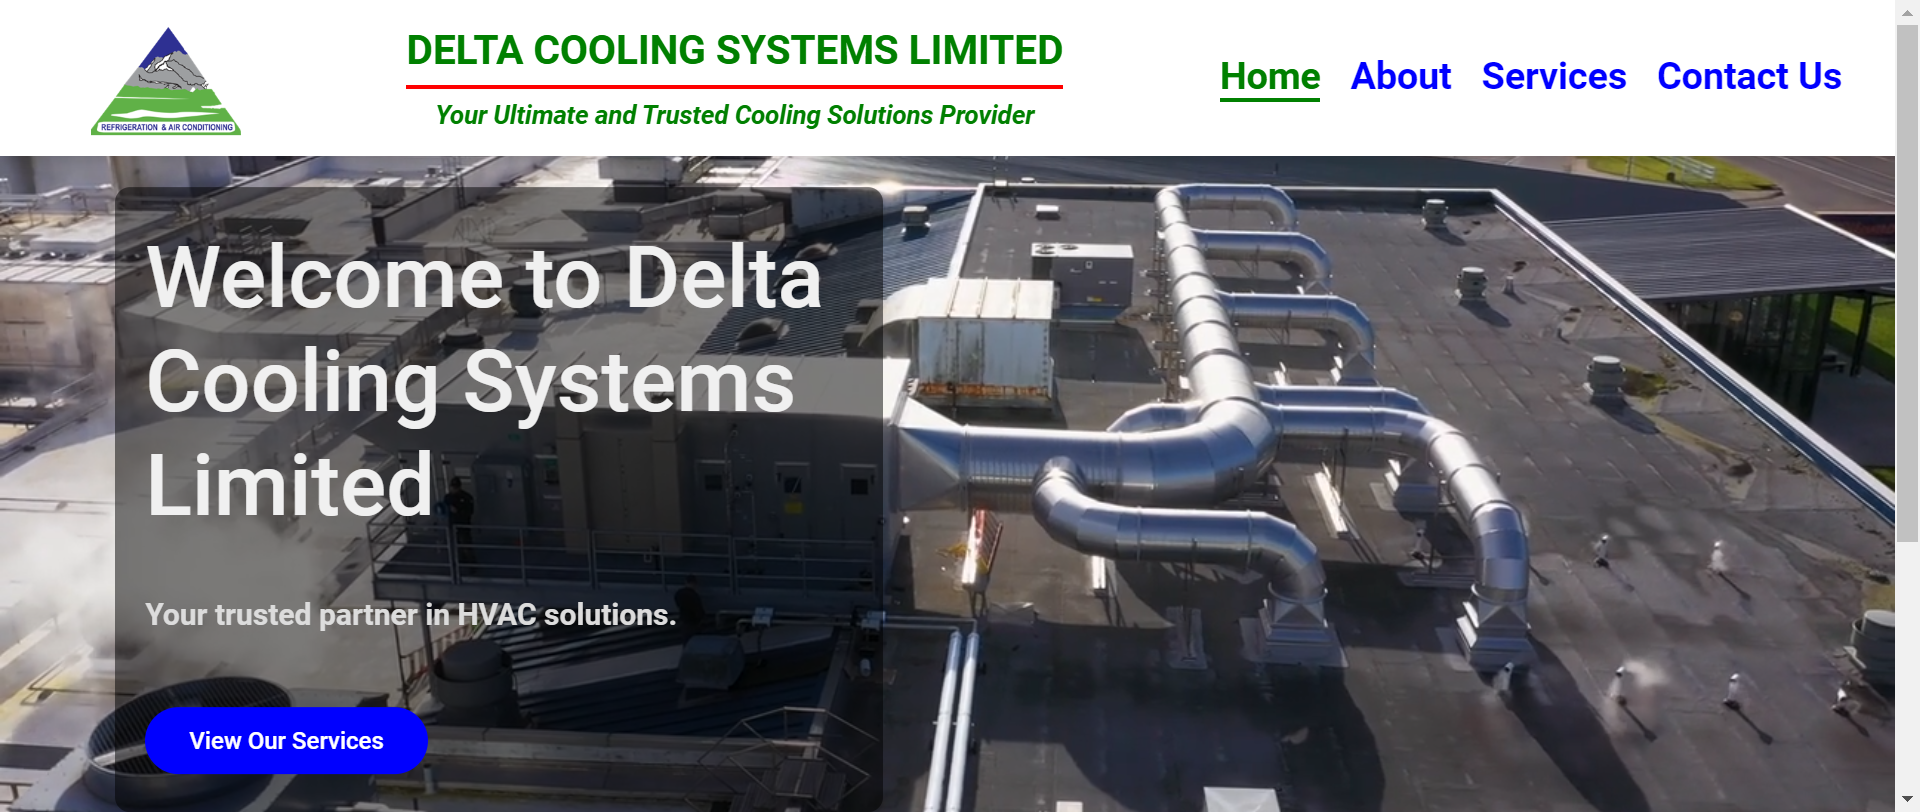 REFRIGERATION & AIR CONDITIONING
DELTA COOLING SYSTEMS LIMITED
Your Ultimate and Trusted Cooling Solutions Provider
Home About Services Contact Us
Welcome to Delta
Cooling Systems
Limited
Your trusted partner in HVAC solutions.
View Our Services